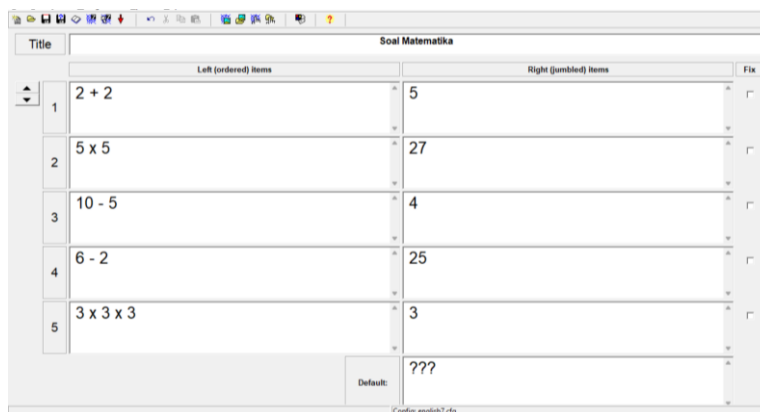 Title Soal Matematika
Left (ordered) items Right (jumbled) items Fix
1 2 + 2 5
2 5 x 5 27
3 10 - 5 4
4 6 - 2 25
5 3 x 3 x 3 3
Default: ???
Config: english7.cfg